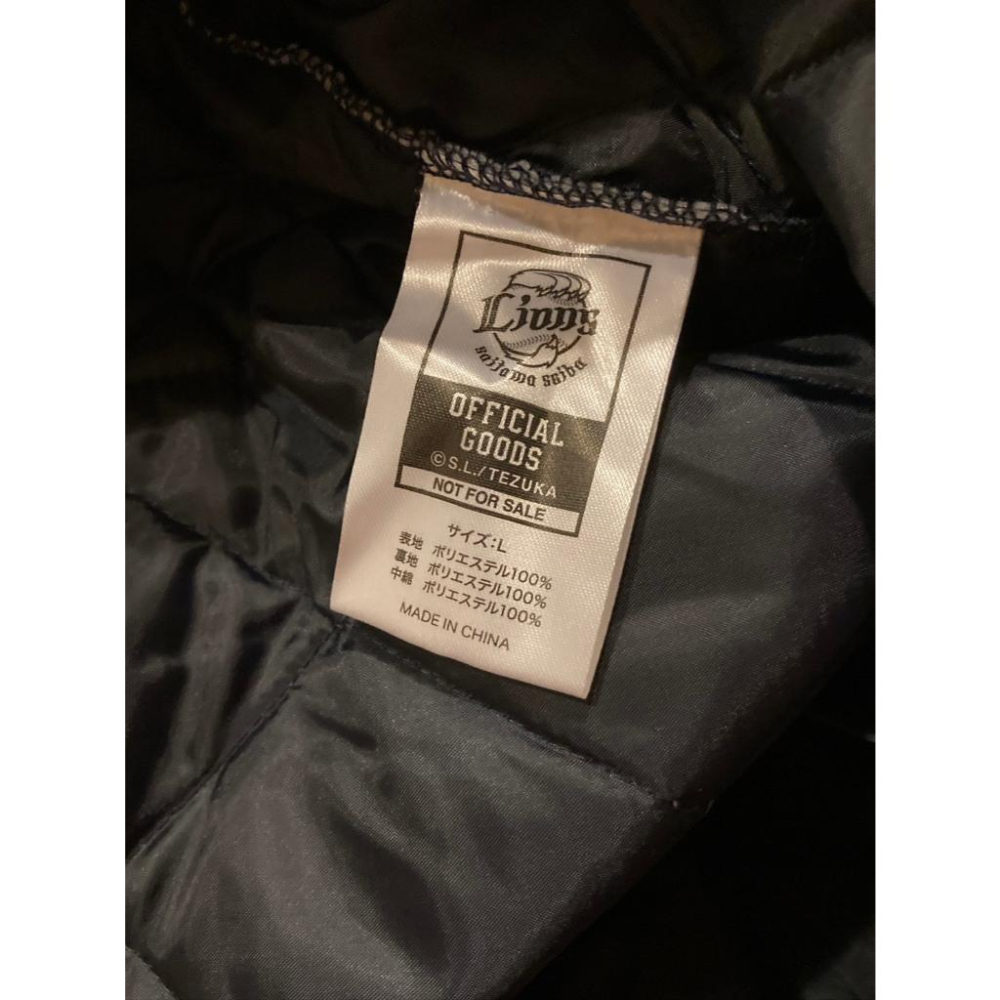 Lions
saitama seibu
OFFICIAL
GOODS
©S.L./TEZUKA
NOT FOR SALE
サイズ:L
表地 ポリエステル100%
裏地 ポリエステル100%
中綿 ポリエステル100%
MADE IN CHINA